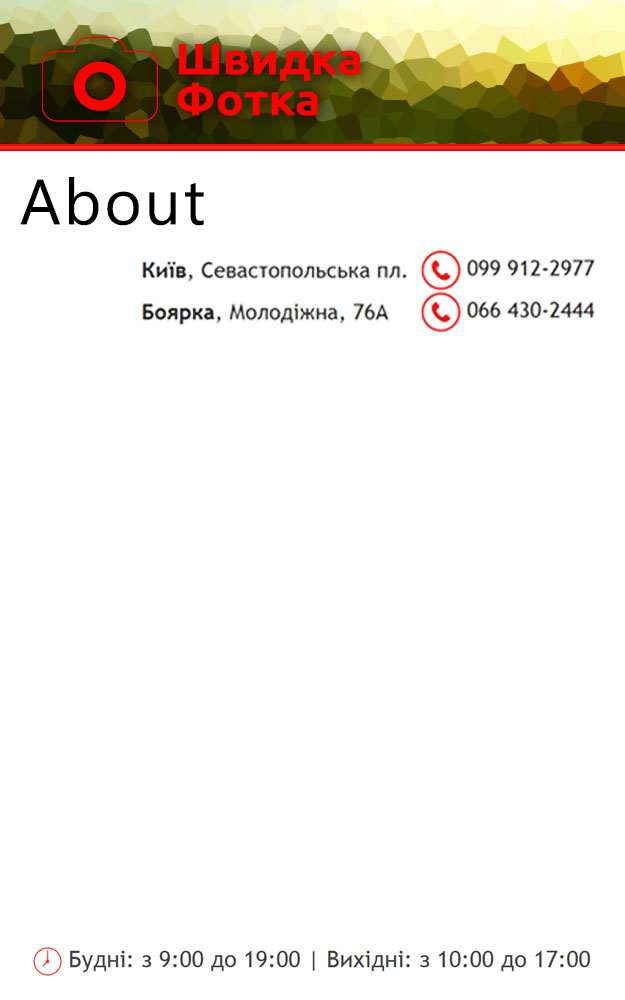 Швидка
Фотка
About
Київ, Севастопольська пл. 099 912-2977
Боярка, Молодіжна, 76А 066 430-2444
Будні: з 9:00 до 19:00 | Вихідні: з 10:00 до 17:00